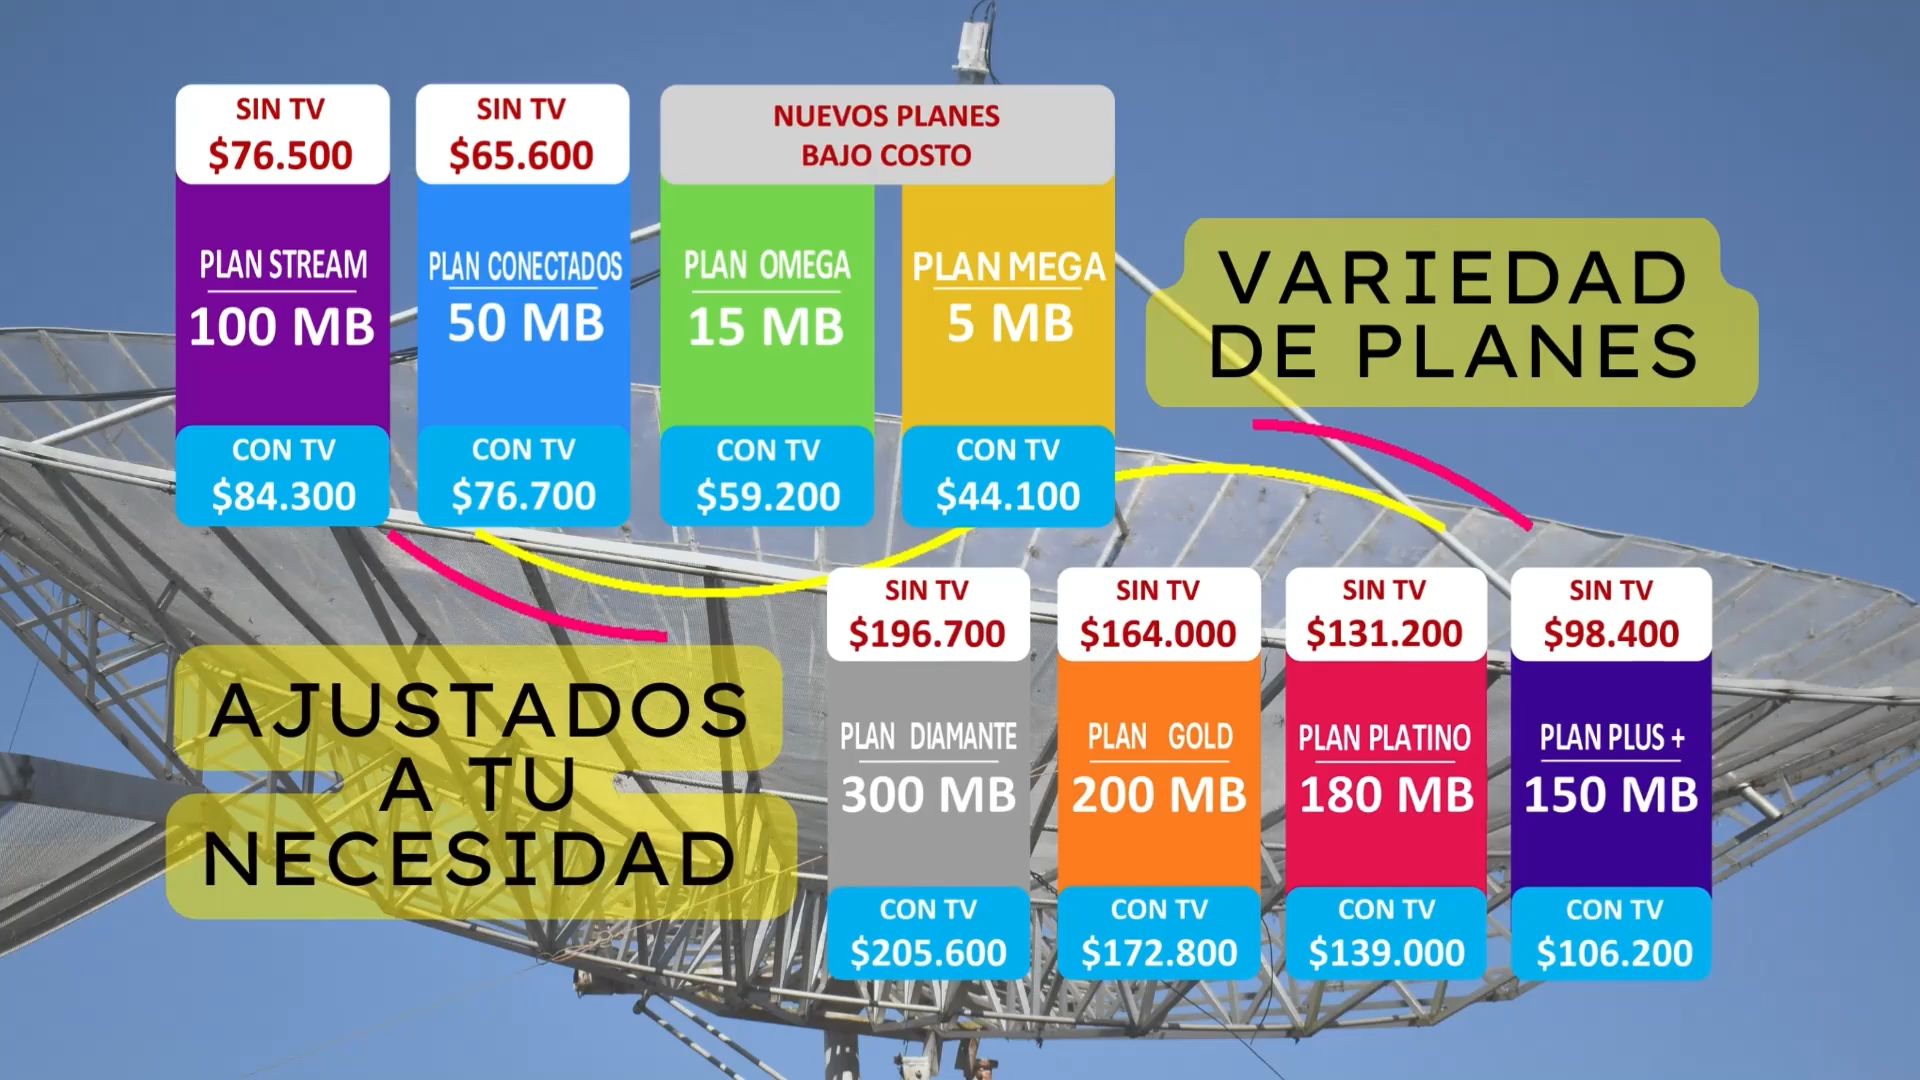 SIN TV
$76.500
PLAN STREAM
100 MB
CON TV
$84.300
SIN TV
$65.600
PLAN CONECTADOS
50 MB
CON TV
$76.700
NUEVOS PLANES
BAJO COSTO
PLAN OMEGA
15 MB
CON TV
$59.200
PLAN MEGA
5 MB
CON TV
$44.100
VARIEDAD
DE PLANES
AJUSTADOS
A TU
NECESIDAD
SIN TV
$196.700
PLAN DIAMANTE
300 MB
CON TV
$205.600
SIN TV
$164.000
PLAN GOLD
200 MB
CON TV
$172.800
SIN TV
$131.200
PLAN PLATINO
180 MB
CON TV
$139.000
SIN TV
$98.400
PLAN PLUS +
150 MB
CON TV
$106.200